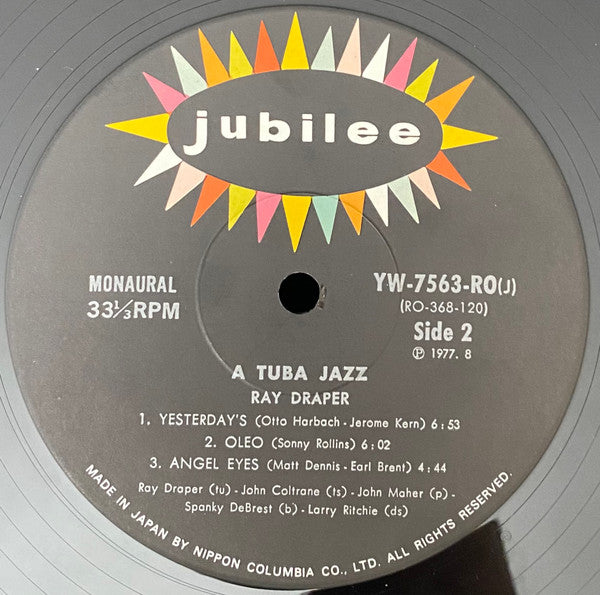 jubilee
MONAURAL
33⅓RPM
YW-7563-RO(J)
(RO-368-120)
Side 2
Ⓟ 1977. 8
A TUBA JAZZ
RAY DRAPER
1. YESTERDAY'S (Otto Harbach - Jerome Kern) 6 : 53
2. OLEO (Sonny Rollins) 6 : 02
3. ANGEL EYES (Matt Dennis - Earl Brent) 4 : 44
Ray Draper (tu) - John Coltrane (ts) - John Maher (p) -
Spanky DeBrest (b) - Larry Ritchie (ds)
MADE IN JAPAN BY NIPPON COLUMBIA CO., LTD. ALL RIGHTS RESERVED.